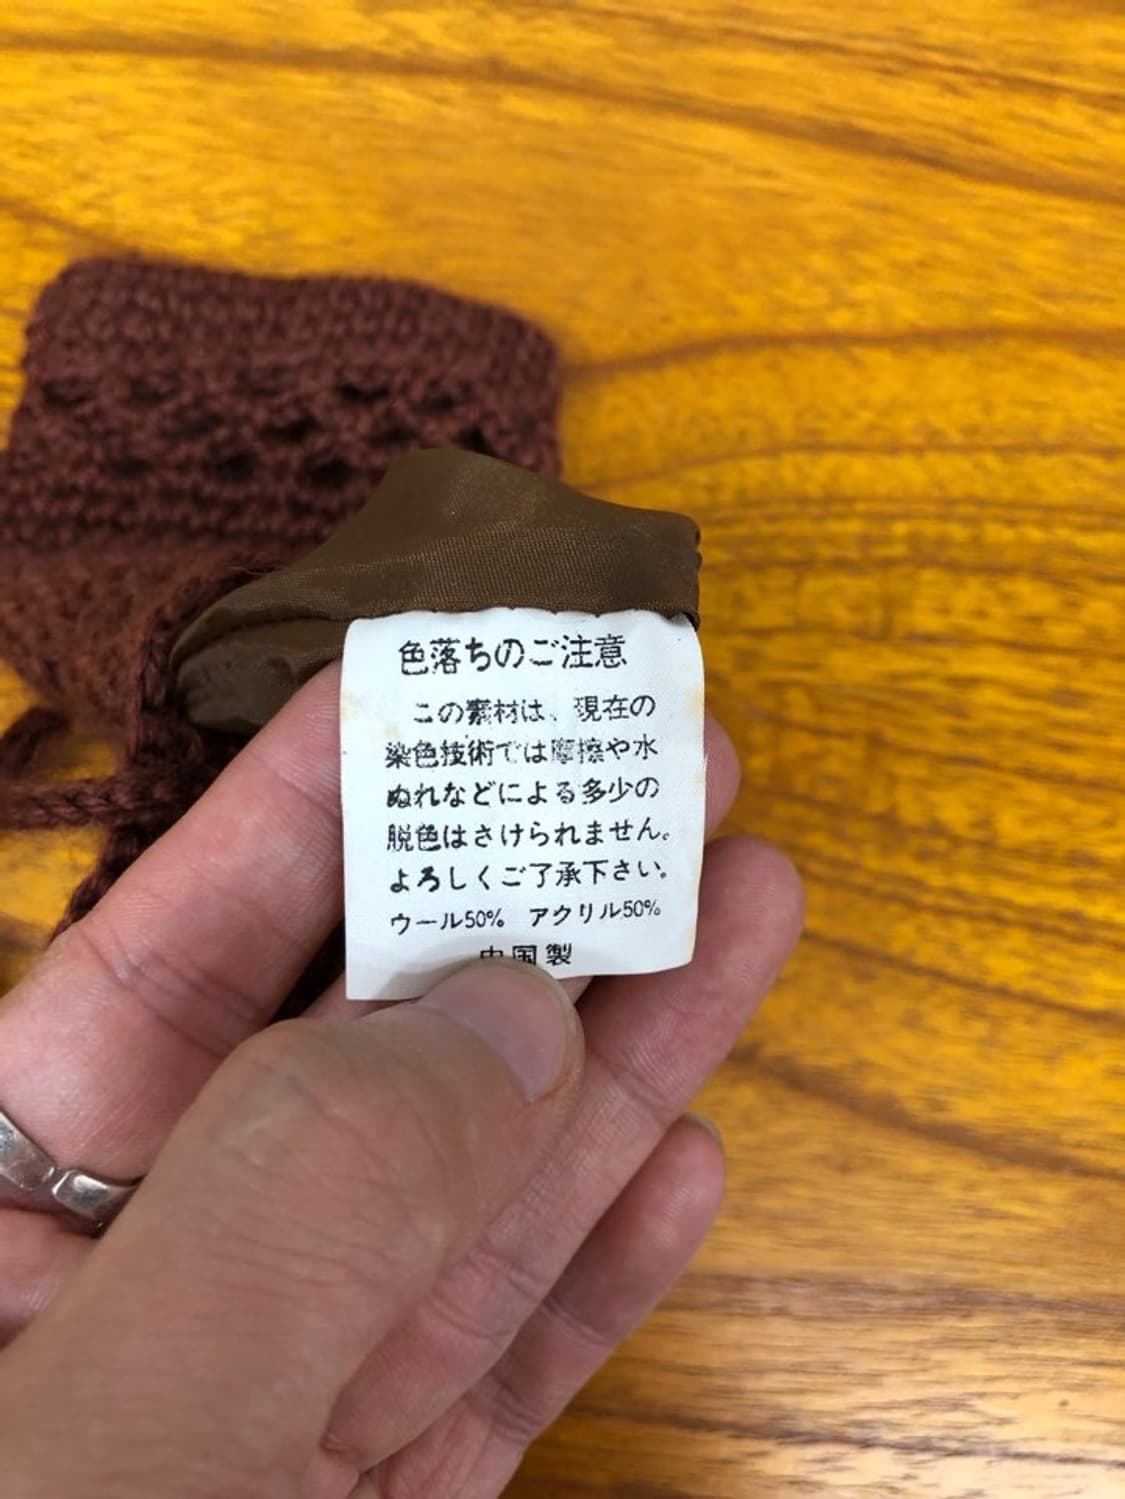 色落ちのご注意
この素材は、現在の
染色技術では摩擦や水
ぬれなどによる多少の
脱色はさけられません。
よろしくご了承下さい。
ウール50% アクリル50%
中国製